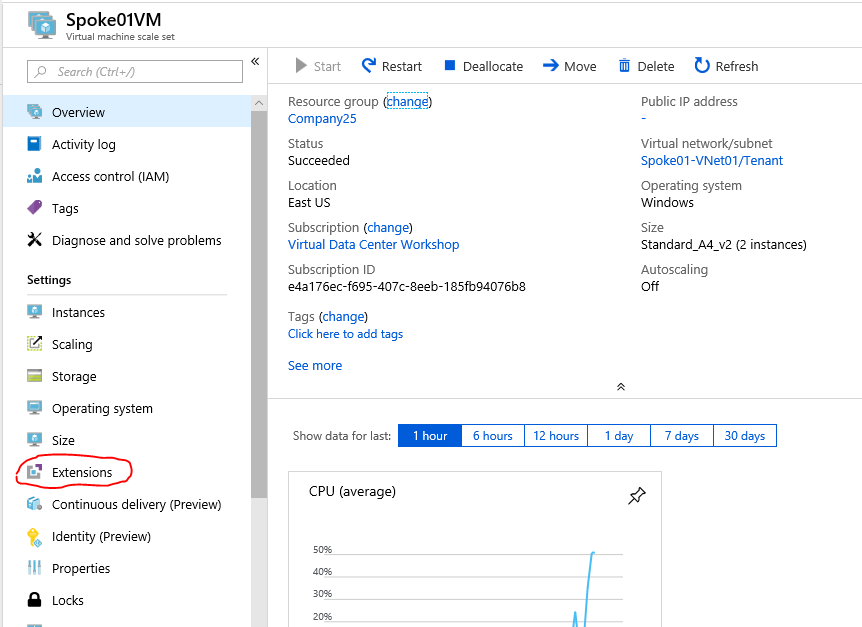 Spoke01VM
Virtual machine scale set
Search (Ctrl+/)
Overview
Activity log
Access control (IAM)
Tags
Diagnose and solve problems
Settings
Instances
Scaling
Storage
Operating system
Size
Extensions
Continuous delivery (Preview)
Identity (Preview)
Properties
Locks
Start Restart Deallocate Move Delete Refresh
Resource group (change)
Company25
Status
Succeeded
Location
East US
Subscription (change)
Virtual Data Center Workshop
Subscription ID
e4a176ec-f695-407c-8eeb-185fb94076b8
Tags (change)
Click here to add tags
See more
Public IP address
-
Virtual network/subnet
Spoke01-VNet01/Tenant
Operating system
Windows
Size
Standard_A4_v2 (2 instances)
Autoscaling
Off
Show data for last: 1 hour 6 hours 12 hours 1 day 7 days 30 days
CPU (average)
50%
40%
30%
20%